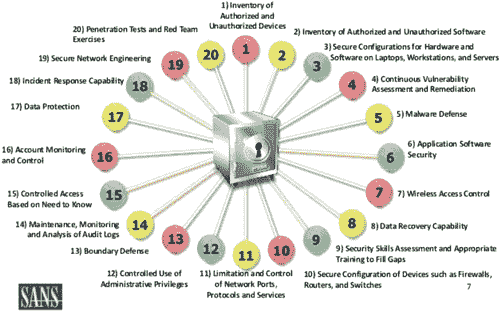 1) Inventory of
Authorized and
Unauthorized Devices
2) Inventory of Authorized and Unauthorized Software
3) Secure Configurations for Hardware and
Software on Laptops, Workstations, and Servers
4) Continuous Vulnerability
Assessment and Remediation
5) Malware Defense
6) Application Software
Security
7) Wireless Access Control
8) Data Recovery Capability
9) Security Skills Assessment and Appropriate
Training to Fill Gaps
10) Secure Configuration of Devices such as Firewalls,
Routers, and Switches
11) Limitation and Control
of Network Ports,
Protocols and Services
12) Controlled Use of
Administrative Privileges
13) Boundary Defense
14) Maintenance, Monitoring
and Analysis of Audit Logs
15) Controlled Access
Based on Need to Know
16) Account Monitoring
and Control
17) Data Protection
18) Incident Response Capability
19) Secure Network Engineering
20) Penetration Tests and Red Team
Exercises
1
2
3
4
5
6
7
8
9
10
11
12
13
14
15
16
17
18
19
20
SANS
7